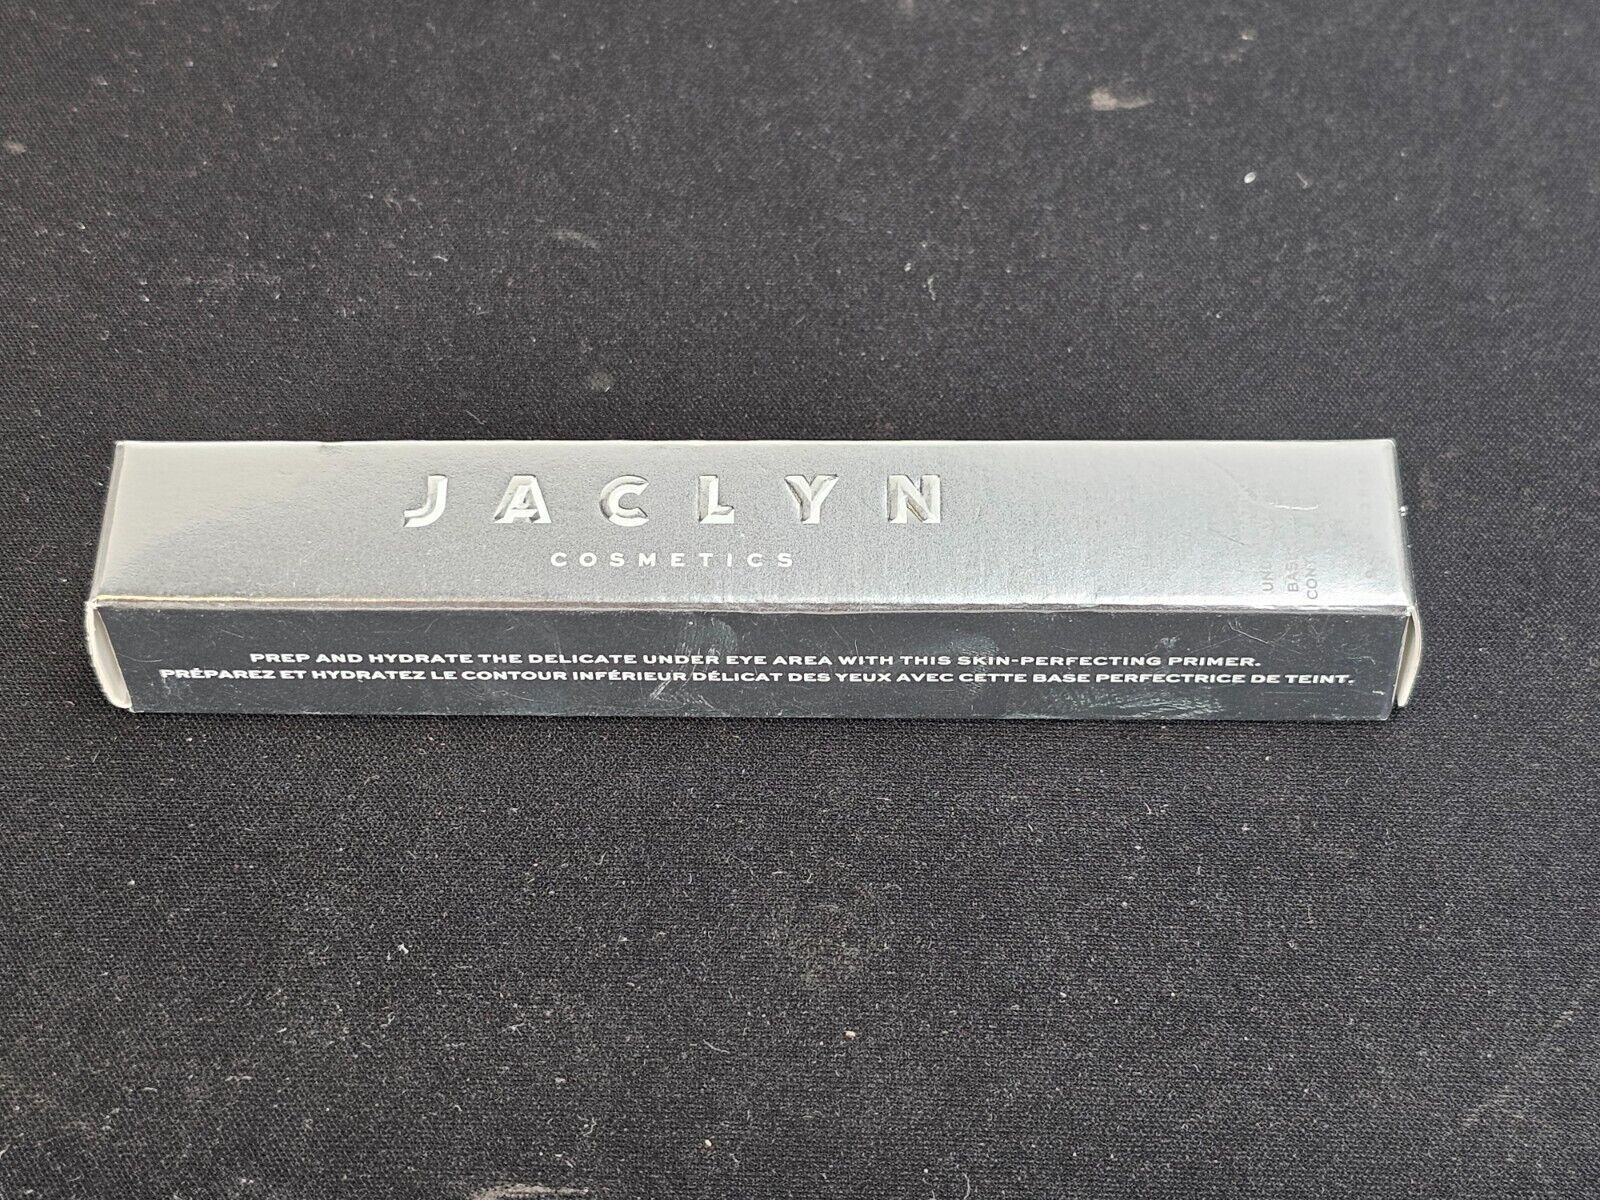 JACLYN
COSMETICS
PREP AND HYDRATE THE DELICATE UNDER EYE AREA WITH THIS SKIN-PERFECTING PRIMER.
PRÉPAREZ ET HYDRATEZ LE CONTOUR INFÉRIEUR DÉLICAT DES YEUX AVEC CETTE BASE PERFECTRICE DE TEINT.